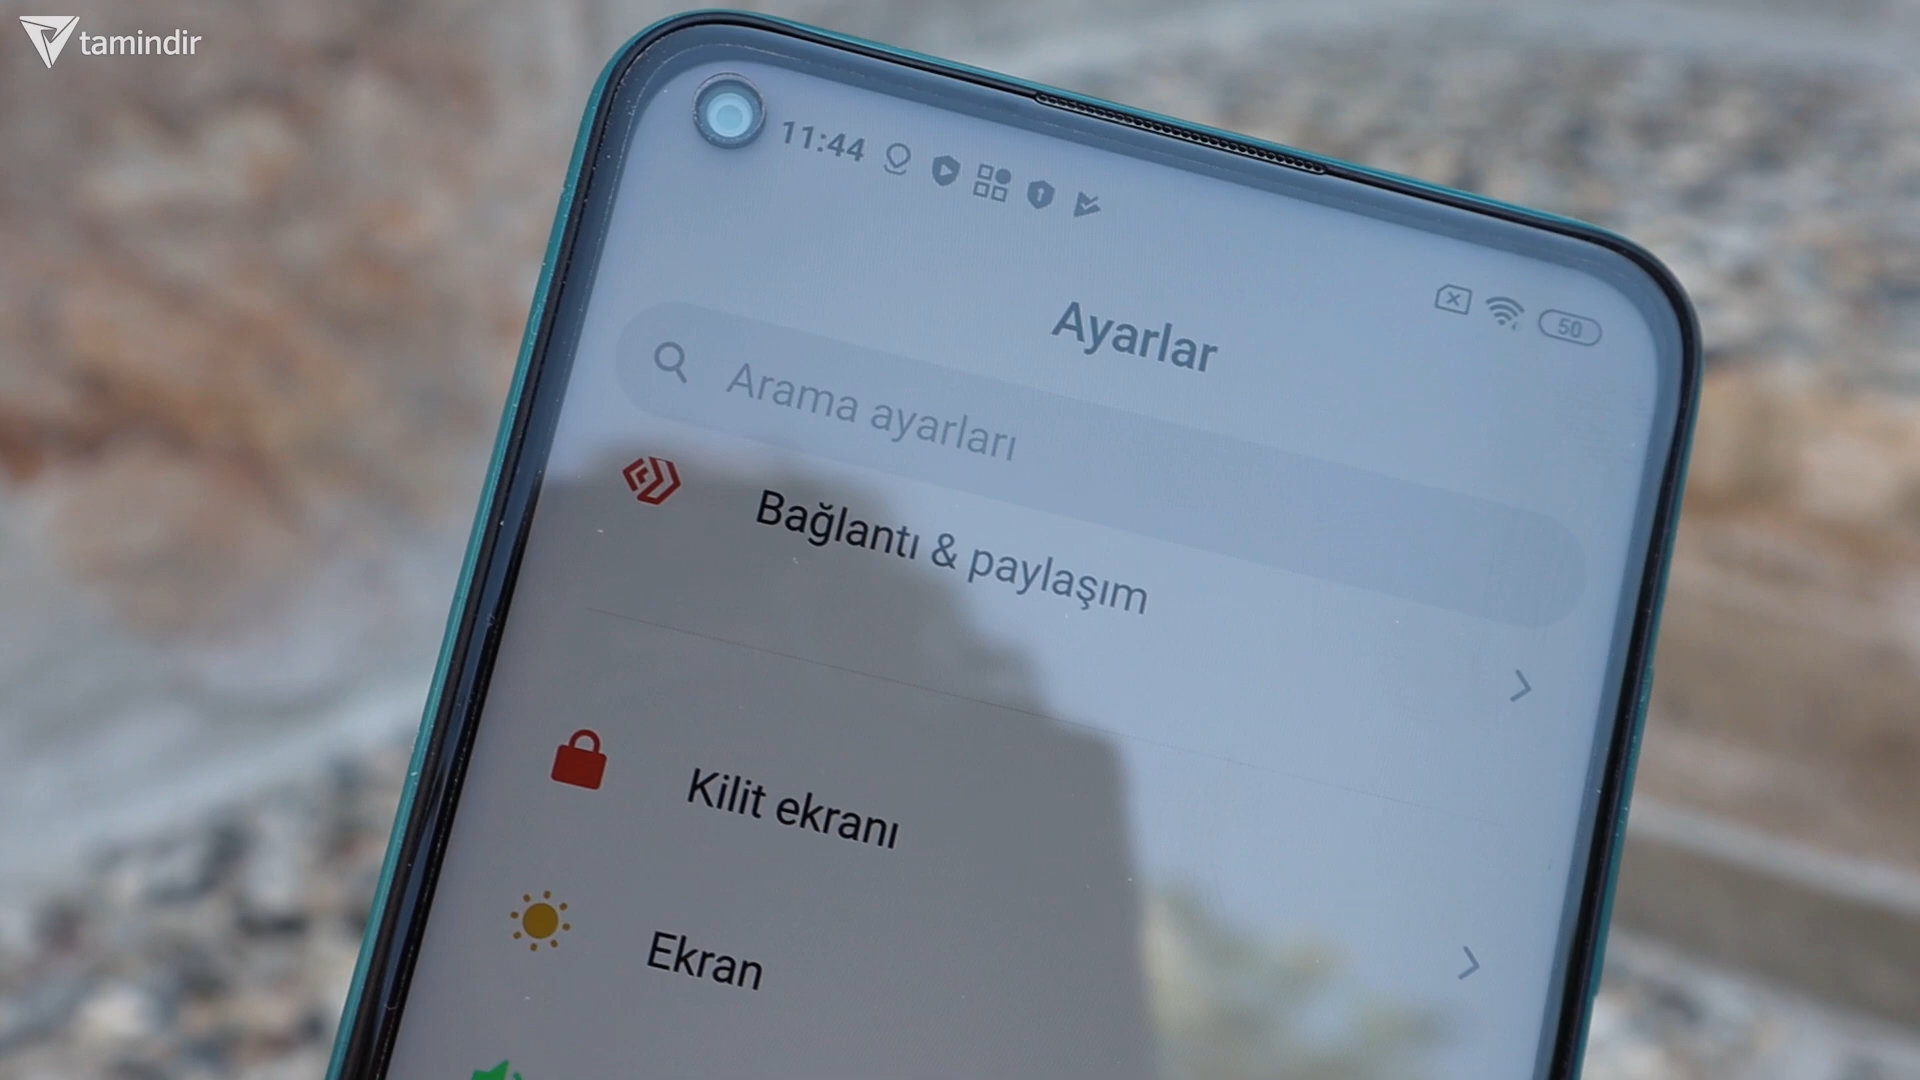 tamindir
11:44
50
Ayarlar
Arama ayarları
Bağlantı & paylaşım
Kilit ekranı
Ekran